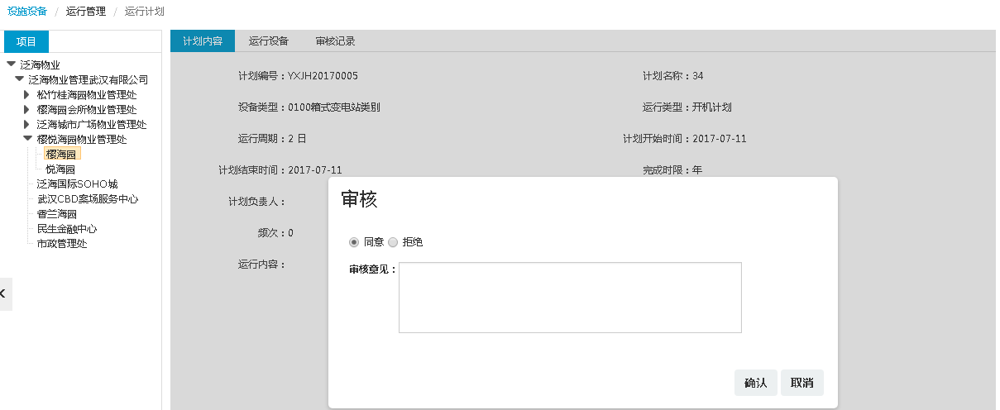 设施设备 / 运行管理 / 运行计划
项目
泛海物业
泛海物业管理武汉有限公司
松竹桂海园物业管理处
樱海园会所物业管理处
泛海城市广场物业管理处
樱悦海园物业管理处
樱海园
悦海园
泛海国际SOHO城
武汉CBD案场服务中心
香兰海园
民生金融中心
市政管理处
计划内容 运行设备 审核记录
计划编号：YXJH20170005 计划名称：34
设备类型：0100箱式变电站类别 运行类型：开机计划
运行周期：2 日 计划开始时间：2017-07-11
计划结束时间：2017-07-11 完成时限：年
计划负责人：
频次：0
运行内容：
审核
同意 拒绝
审核意见：
确认 取消